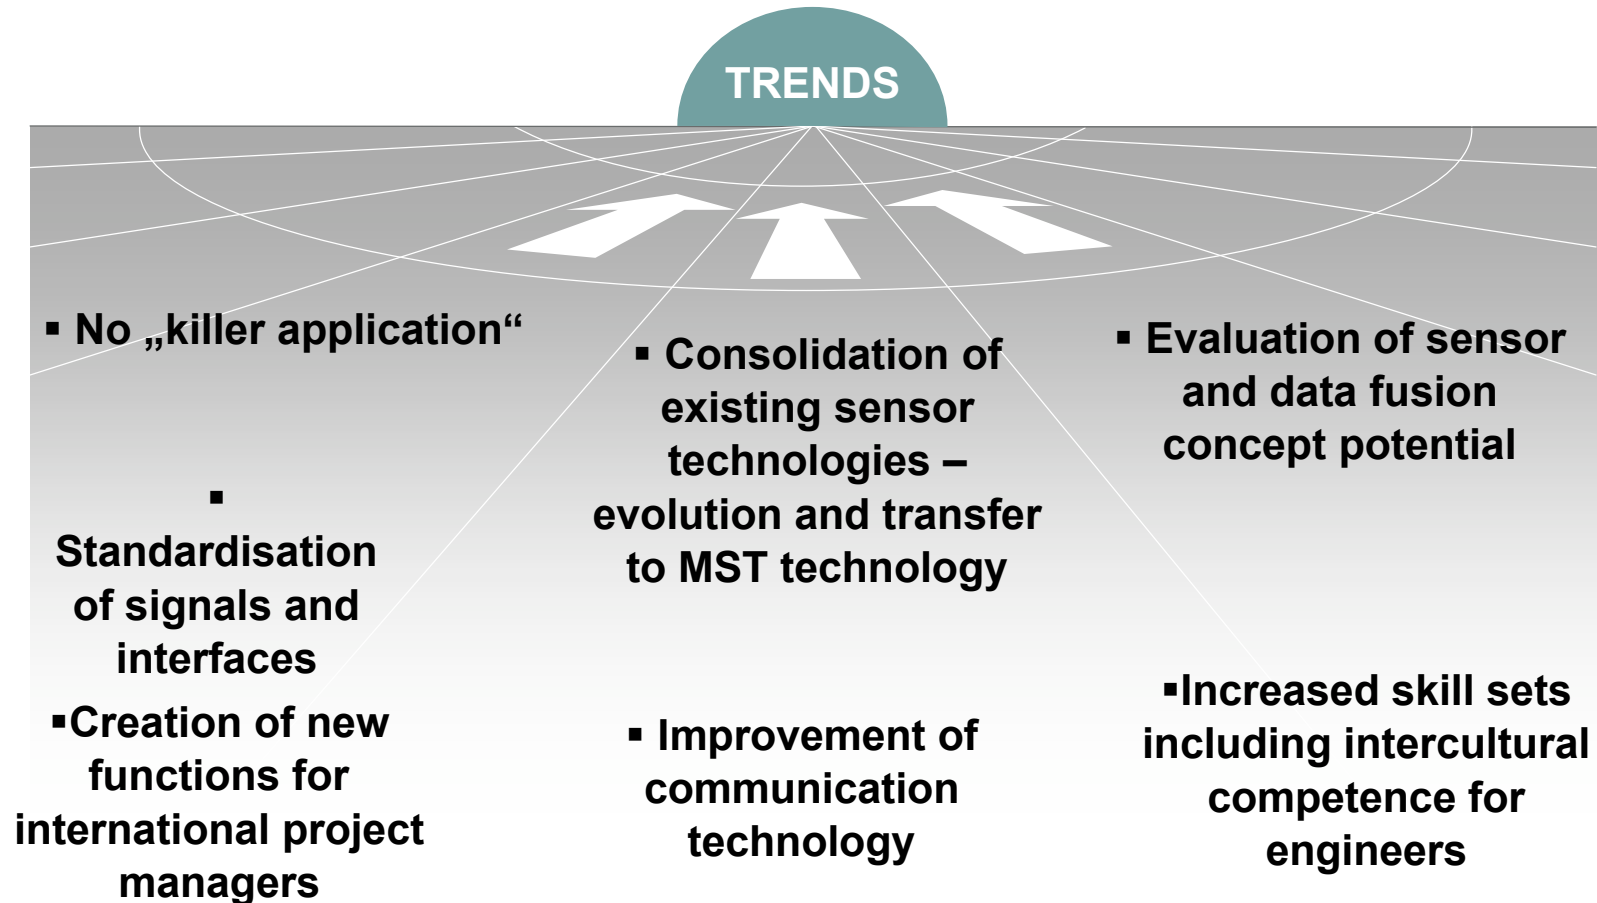 TRENDS
▪ No „killer application“
▪
Standardisation
of signals and
interfaces
▪Creation of new
functions for
international project
managers
▪ Consolidation of
existing sensor
technologies –
evolution and transfer
to MST technology
▪ Improvement of
communication
technology
▪ Evaluation of sensor
and data fusion
concept potential
▪Increased skill sets
including intercultural
competence for
engineers